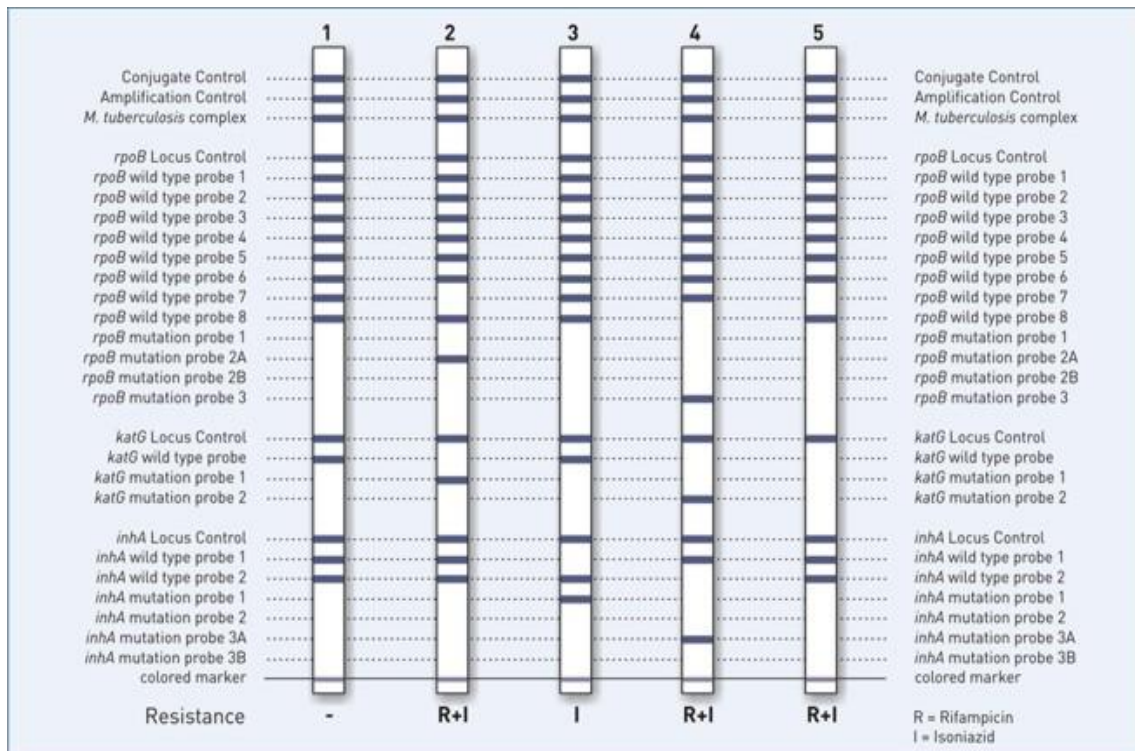 1 2 3 4 5
Conjugate Control Conjugate Control
Amplification Control Amplification Control
M. tuberculosis complex M. tuberculosis complex
rpoB Locus Control rpoB Locus Control
rpoB wild type probe 1 rpoB wild type probe 1
rpoB wild type probe 2 rpoB wild type probe 2
rpoB wild type probe 3 rpoB wild type probe 3
rpoB wild type probe 4 rpoB wild type probe 4
rpoB wild type probe 5 rpoB wild type probe 5
rpoB wild type probe 6 rpoB wild type probe 6
rpoB wild type probe 7 rpoB wild type probe 7
rpoB wild type probe 8 rpoB wild type probe 8
rpoB mutation probe 1 rpoB mutation probe 1
rpoB mutation probe 2A rpoB mutation probe 2A
rpoB mutation probe 2B rpoB mutation probe 2B
rpoB mutation probe 3 rpoB mutation probe 3
katG Locus Control katG Locus Control
katG wild type probe katG wild type probe
katG mutation probe 1 katG mutation probe 1
katG mutation probe 2 katG mutation probe 2
inhA Locus Control inhA Locus Control
inhA wild type probe 1 inhA wild type probe 1
inhA wild type probe 2 inhA wild type probe 2
inhA mutation probe 1 inhA mutation probe 1
inhA mutation probe 2 inhA mutation probe 2
inhA mutation probe 3A inhA mutation probe 3A
inhA mutation probe 3B inhA mutation probe 3B
colored marker colored marker
Resistance - R+I I R+I R+I R = Rifampicin
I = Isoniazid